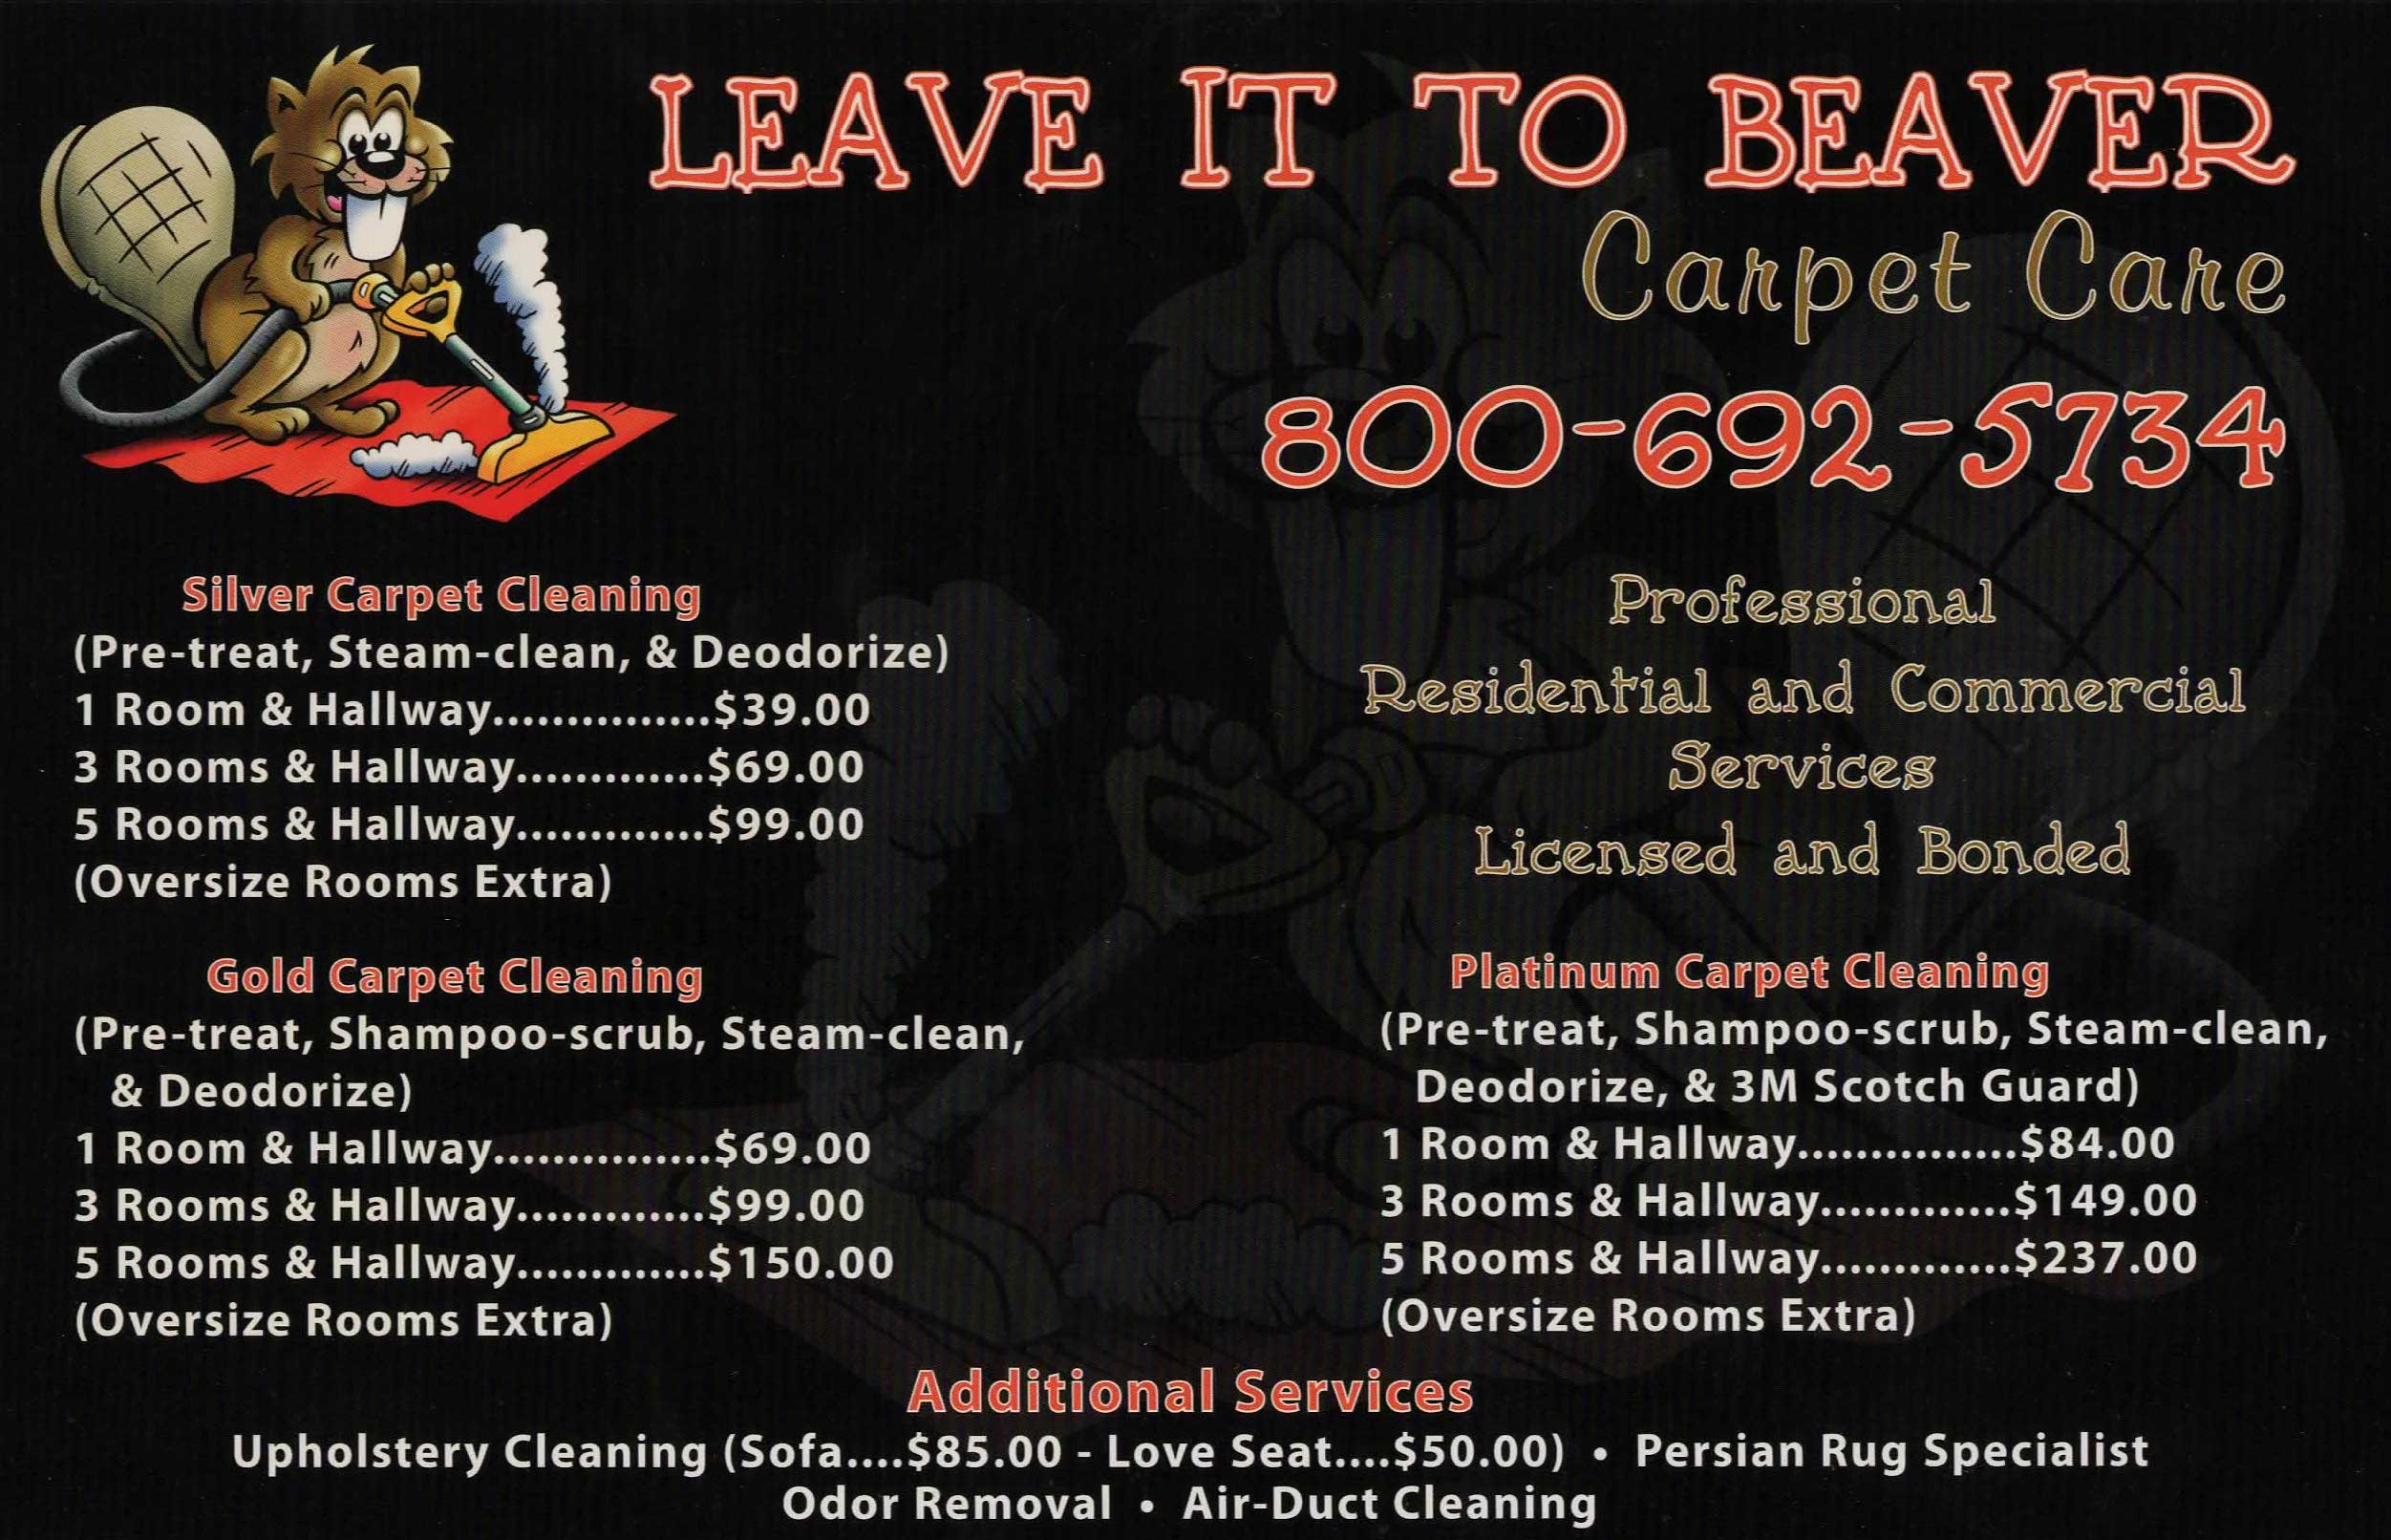 LEAVE IT TO BEAVER
Carpet Care
800-692-5734
Silver Carpet Cleaning
(Pre-treat, Steam-clean, & Deodorize)
1 Room & Hallway...............$39.00
3 Rooms & Hallway.............$69.00
5 Rooms & Hallway.............$99.00
(Oversize Rooms Extra)
Professional
Residential and Commercial
Services
Licensed and Bonded
Gold Carpet Cleaning
(Pre-treat, Shampoo-scrub, Steam-clean,
& Deodorize)
1 Room & Hallway...............$69.00
3 Rooms & Hallway.............$99.00
5 Rooms & Hallway.............$150.00
(Oversize Rooms Extra)
Platinum Carpet Cleaning
(Pre-treat, Shampoo-scrub, Steam-clean,
Deodorize, & 3M Scotch Guard)
1 Room & Hallway...............$84.00
3 Rooms & Hallway.............$149.00
5 Rooms & Hallway.............$237.00
(Oversize Rooms Extra)
Additional Services
Upholstery Cleaning (Sofa....$85.00 - Love Seat....$50.00) • Persian Rug Specialist
Odor Removal • Air-Duct Cleaning